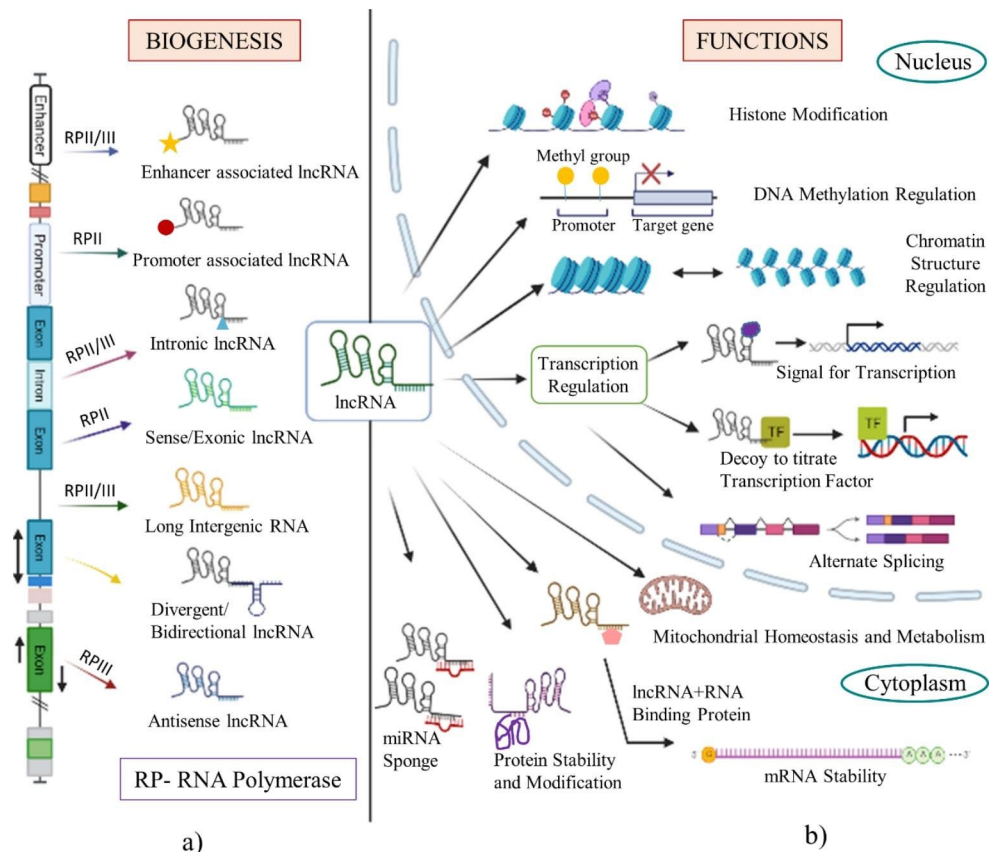 BIOGENESIS
Enhancer
RPII/III
Enhancer associated lncRNA
Promoter
RPII
Promoter associated lncRNA
Exon
RPII/III
Intronic lncRNA
Intron
Exon
RPII
Sense/Exonic lncRNA
RPII/III
Long Intergenic RNA
Exon
Divergent/
Bidirectional lncRNA
Exon
RPIII
Antisense lncRNA
RP- RNA Polymerase
a)
lncRNA
FUNCTIONS
Nucleus
Histone Modification
Methyl group
DNA Methylation Regulation
Promoter
Target gene
Chromatin
Structure
Regulation
Transcription
Regulation
Signal for Transcription
TF
TF
Decoy to titrate
Transcription Factor
Alternate Splicing
Mitochondrial Homeostasis and Metabolism
Cytoplasm
miRNA
Sponge
Protein Stability
and Modification
lncRNA+RNA
Binding Protein
5'
G
A A A
3'
mRNA Stability
b)